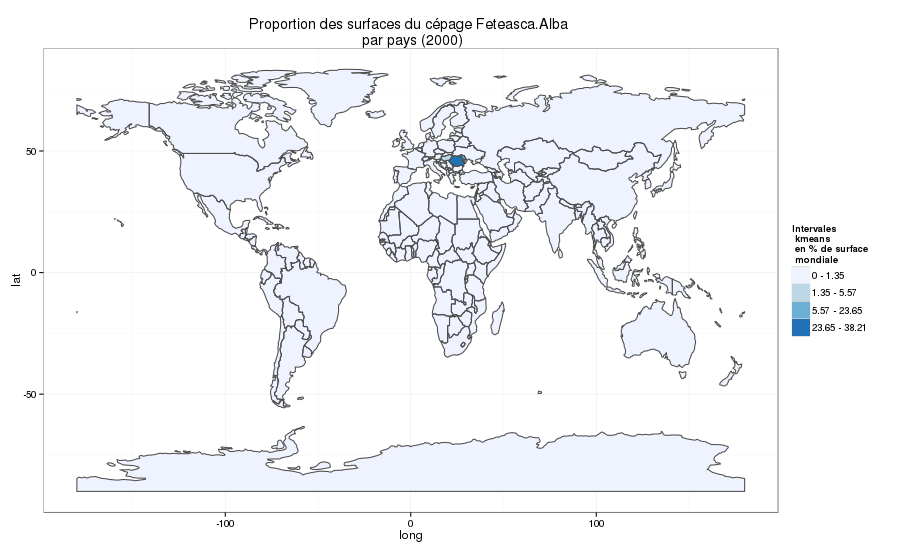 Proportion des surfaces du cépage Feteasca.Alba
par pays (2000)
50
0
-50
lat
-100
0
100
long
Intervales
kmeans
en % de surface
mondiale
0 - 1.35
1.35 - 5.57
5.57 - 23.65
23.65 - 38.21